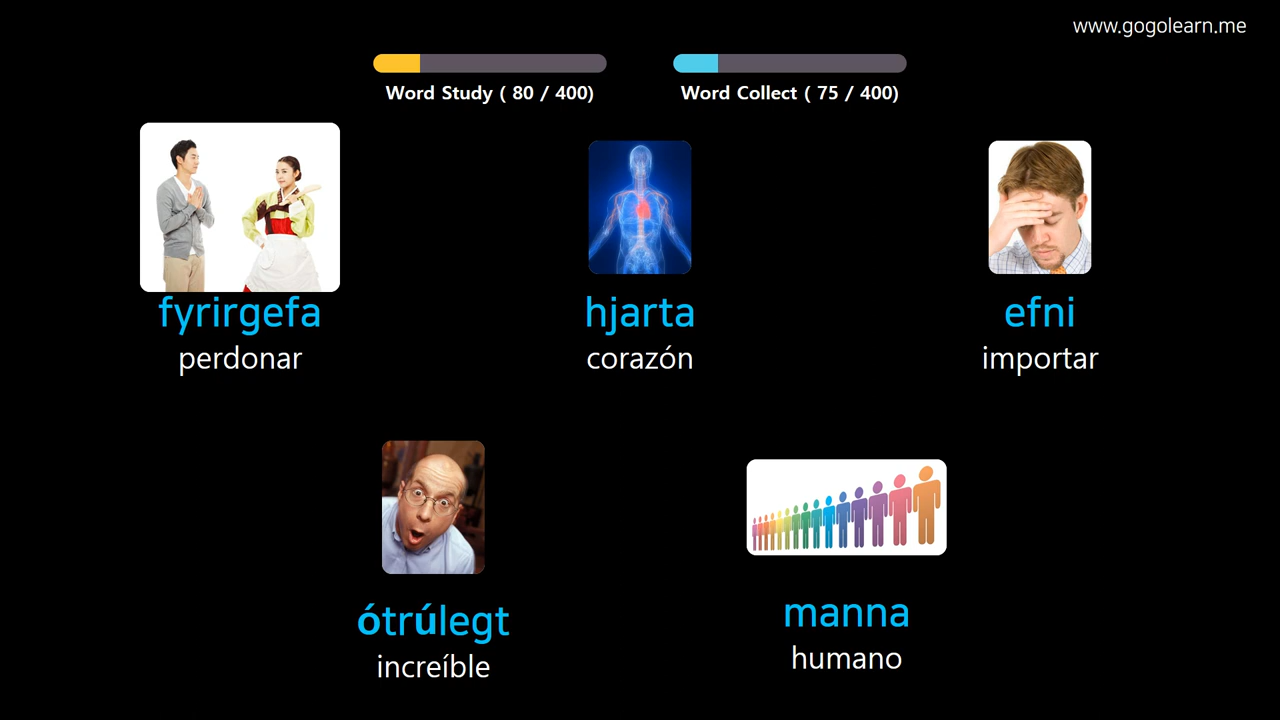 www.gogolearn.me
Word Study ( 80 / 400)
Word Collect ( 75 / 400)
fyrirgefa
perdonar
hjarta
corazón
efni
importar
ótrúlegt
increíble
manna
humano